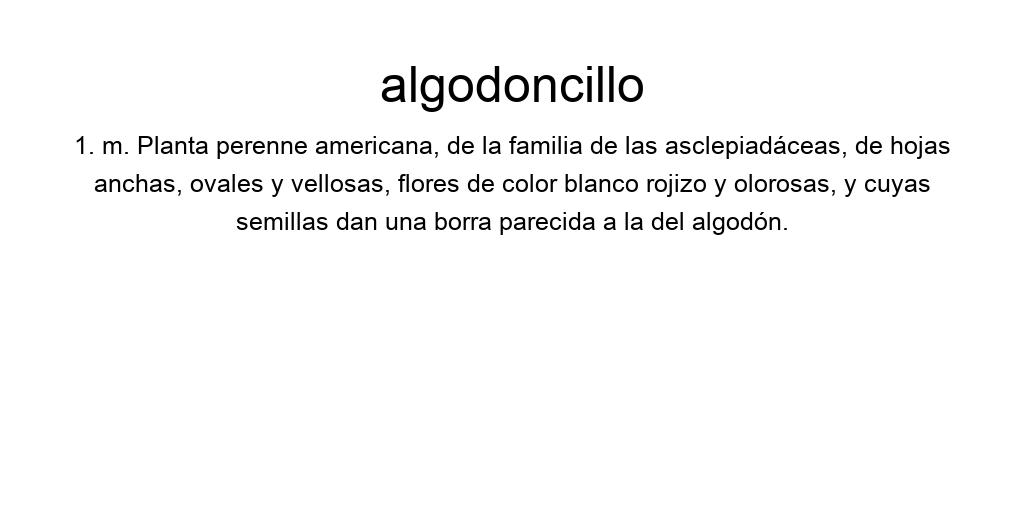 algodoncillo
1. m. Planta perenne americana, de la familia de las asclepiadáceas, de hojas
anchas, ovales y vellosas, flores de color blanco rojizo y olorosas, y cuyas
semillas dan una borra parecida a la del algodón.